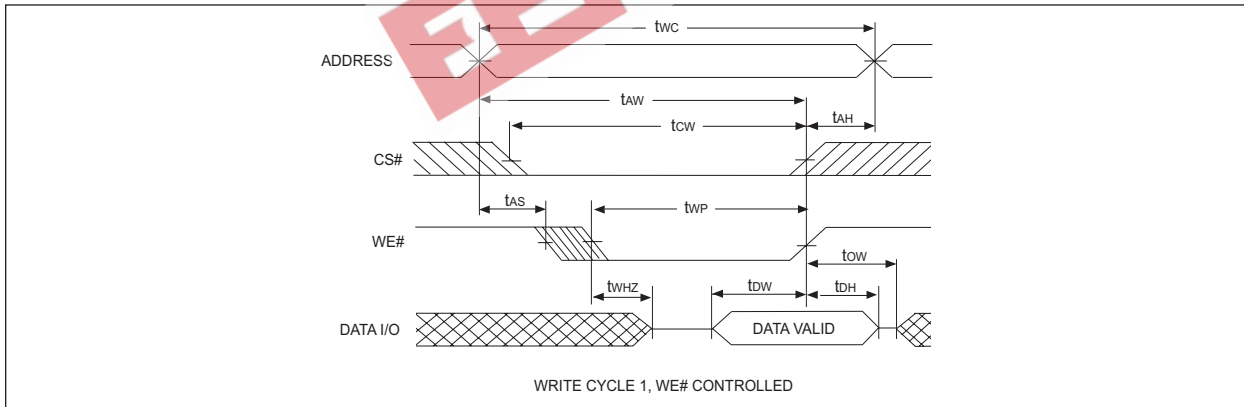 tWC
ADDRESS
tAW
tCW
tAH
CS#
tAS
tWP
WE#
tOW
tWHZ
tDW
tDH
DATA I/O
DATA VALID
WRITE CYCLE 1, WE# CONTROLLED